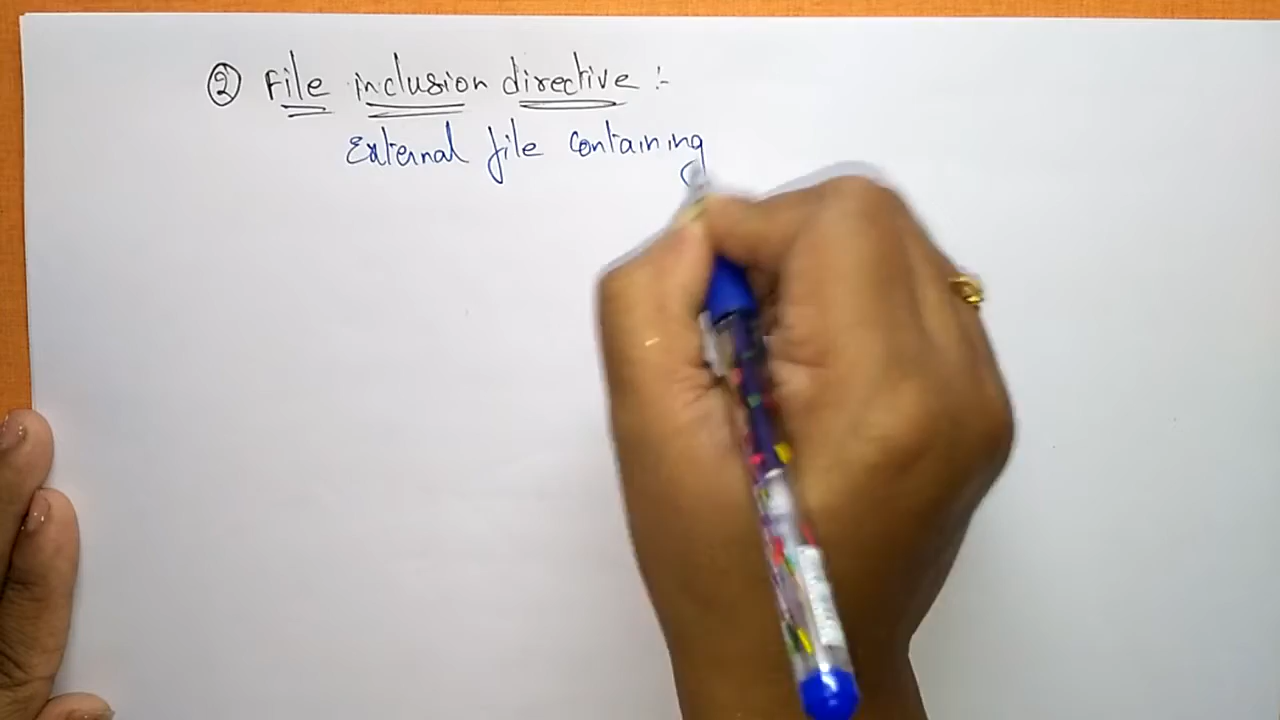 ② File inclusion directive :-
External file containing